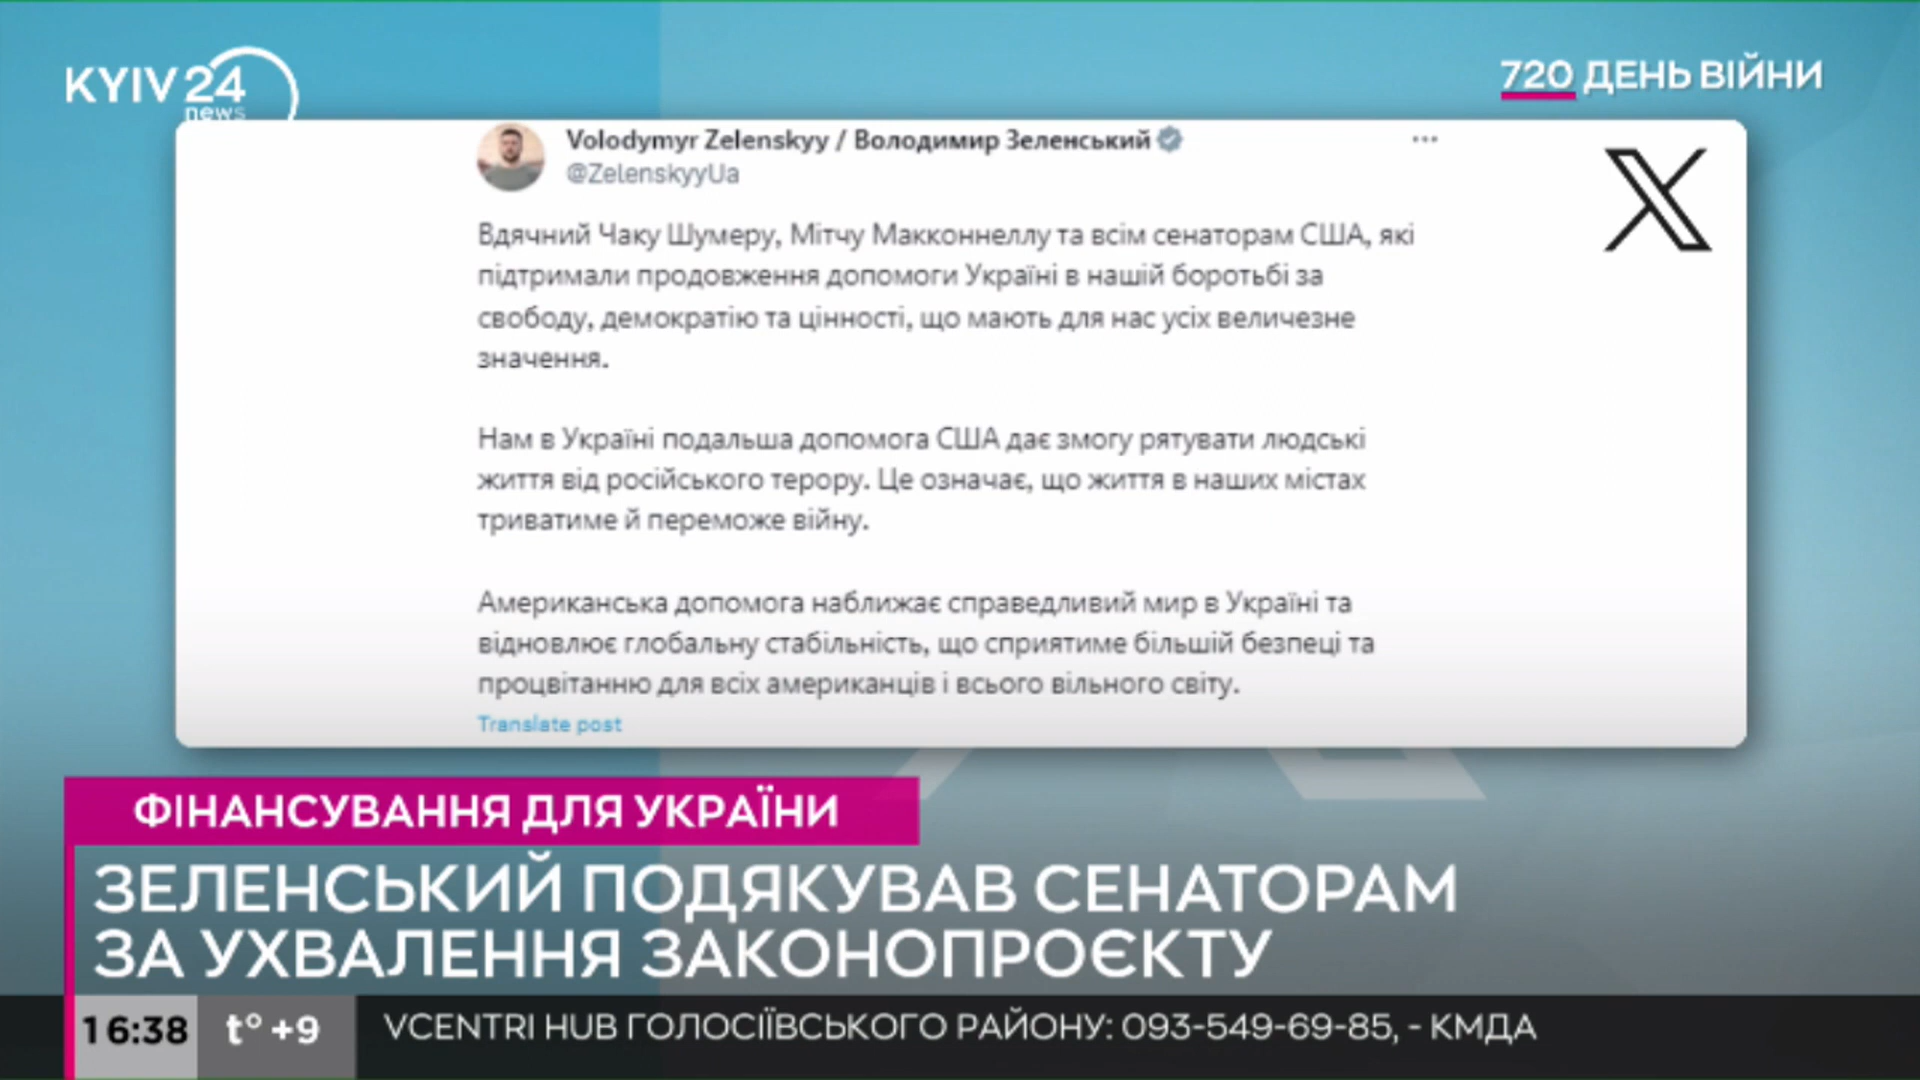 KYIV 24
news
720 ДЕНЬ ВІЙНИ
Volodymyr Zelenskyy / Володимир Зеленський
@ZelenskyyUa
Вдячний Чаку Шумеру, Мітчу Макконнеллу та всім сенаторам США, які
підтримали продовження допомоги Україні в нашій боротьбі за
свободу, демократію та цінності, що мають для нас усіх величезне
значення.
Нам в Україні подальша допомога США дає змогу рятувати людські
життя від російського терору. Це означає, що життя в наших містах
триватиме й переможе війну.
Американська допомога наближає справедливий мир в Україні та
відновлює глобальну стабільність, що сприятиме більшій безпеці та
процвітанню для всіх американців і всього вільного світу.
Translate post
ФІНАНСУВАННЯ ДЛЯ УКРАЇНИ
ЗЕЛЕНСЬКИЙ ПОДЯКУВАВ СЕНАТОРАМ
ЗА УХВАЛЕННЯ ЗАКОНОПРОЄКТУ
16:38 t° +9 VCENTRI HUB ГОЛОСІЇВСЬКОГО РАЙОНУ: 093-549-69-85, - КМДА